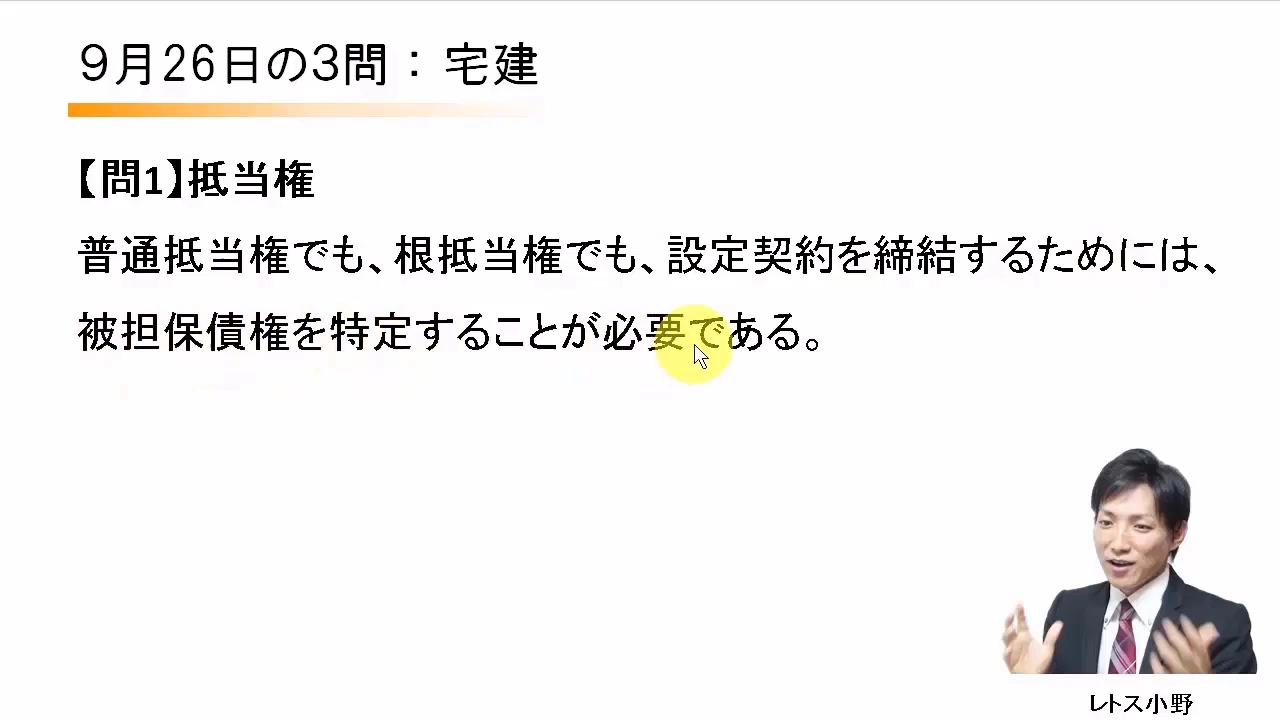 ９月26日の３問：宅建
【問1】抵当権
普通抵当権でも、根抵当権でも、設定契約を締結するためには、
被担保債権を特定することが必要である。
レトス小野